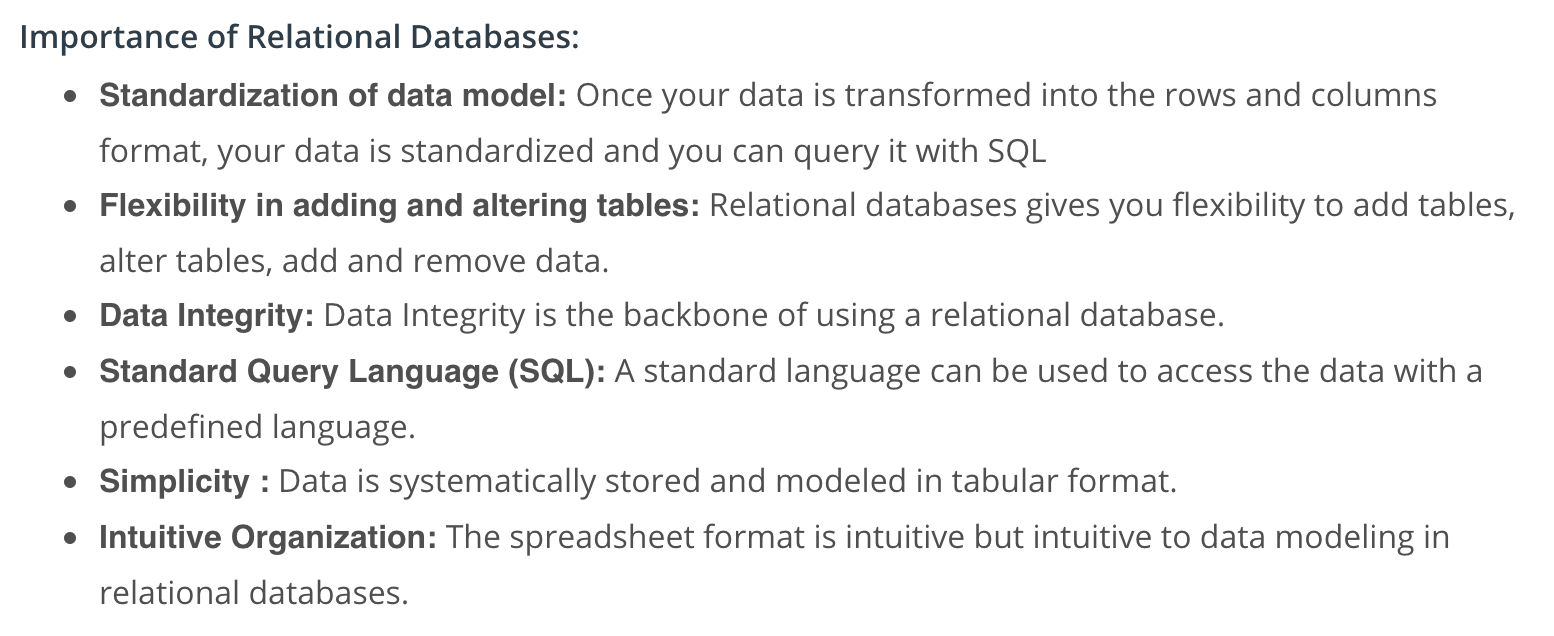 Importance of Relational Databases:
• Standardization of data model: Once your data is transformed into the rows and columns
format, your data is standardized and you can query it with SQL
• Flexibility in adding and altering tables: Relational databases gives you flexibility to add tables,
alter tables, add and remove data.
• Data Integrity: Data Integrity is the backbone of using a relational database.
• Standard Query Language (SQL): A standard language can be used to access the data with a
predefined language.
• Simplicity : Data is systematically stored and modeled in tabular format.
• Intuitive Organization: The spreadsheet format is intuitive but intuitive to data modeling in
relational databases.